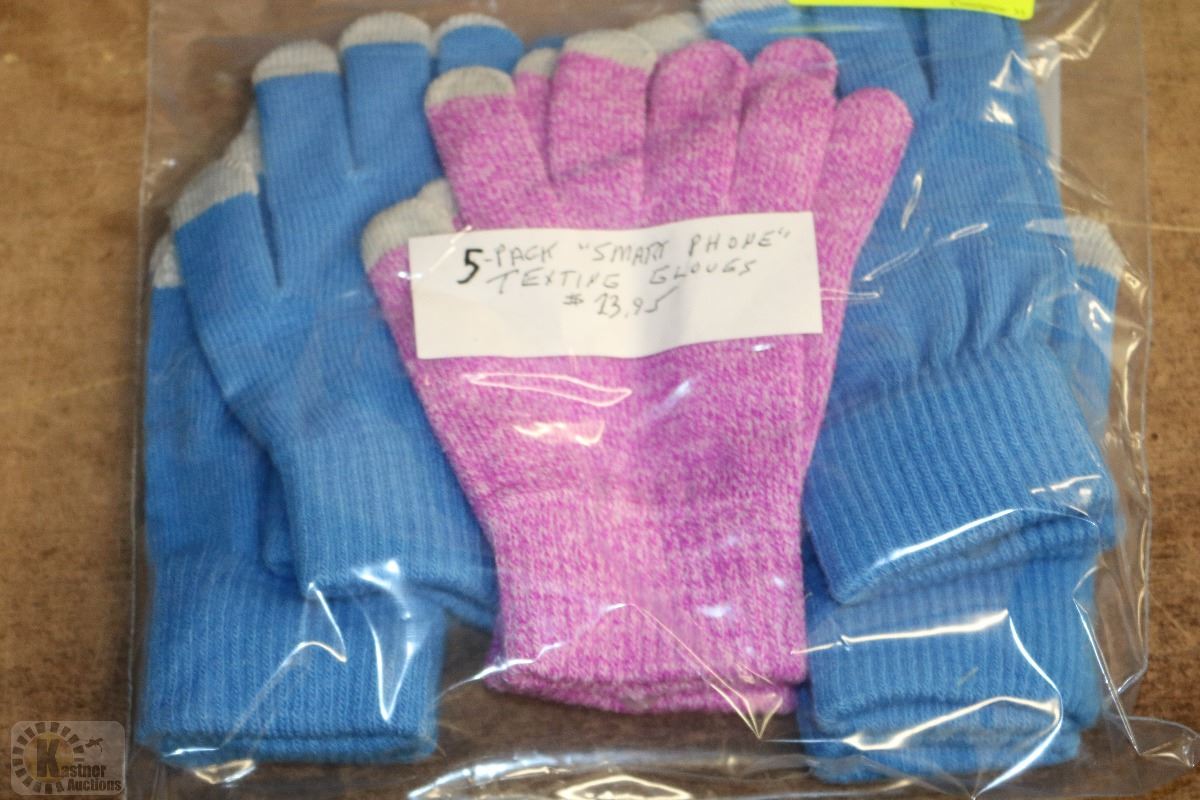 5-PACK "SMART PHONE"
TEXTING GLOVES
$ 13.95
Kastner
Auctions